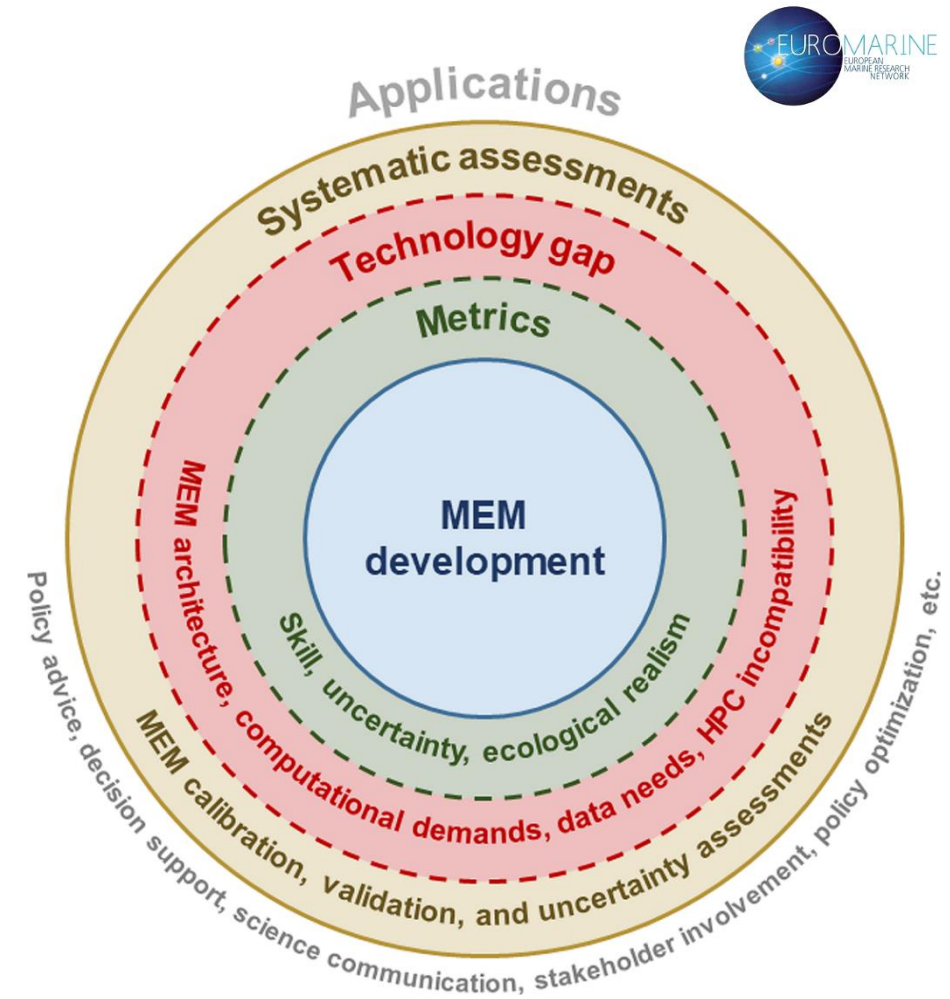 EUROMARINE
EUROPEAN
MARINE RESEARCH
NETWORK
Applications
Systematic assessments
Technology gap
Metrics
MEM
development
Skill, uncertainty, ecological realism
MEM architecture, computational demands, data needs, HPC incompatibility
MEM calibration, validation, and uncertainty assessments
Policy advice, decision support, science communication, stakeholder involvement, policy optimization, etc.